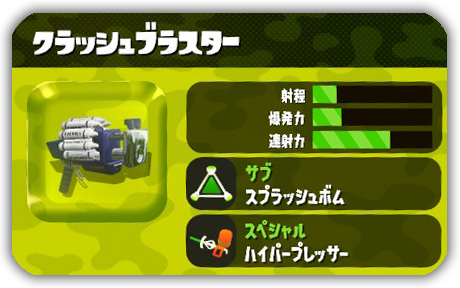 クラッシュブラスター
射程
爆発力
連射力
サブ
スプラッシュボム
スペシャル
ハイパープレッサー